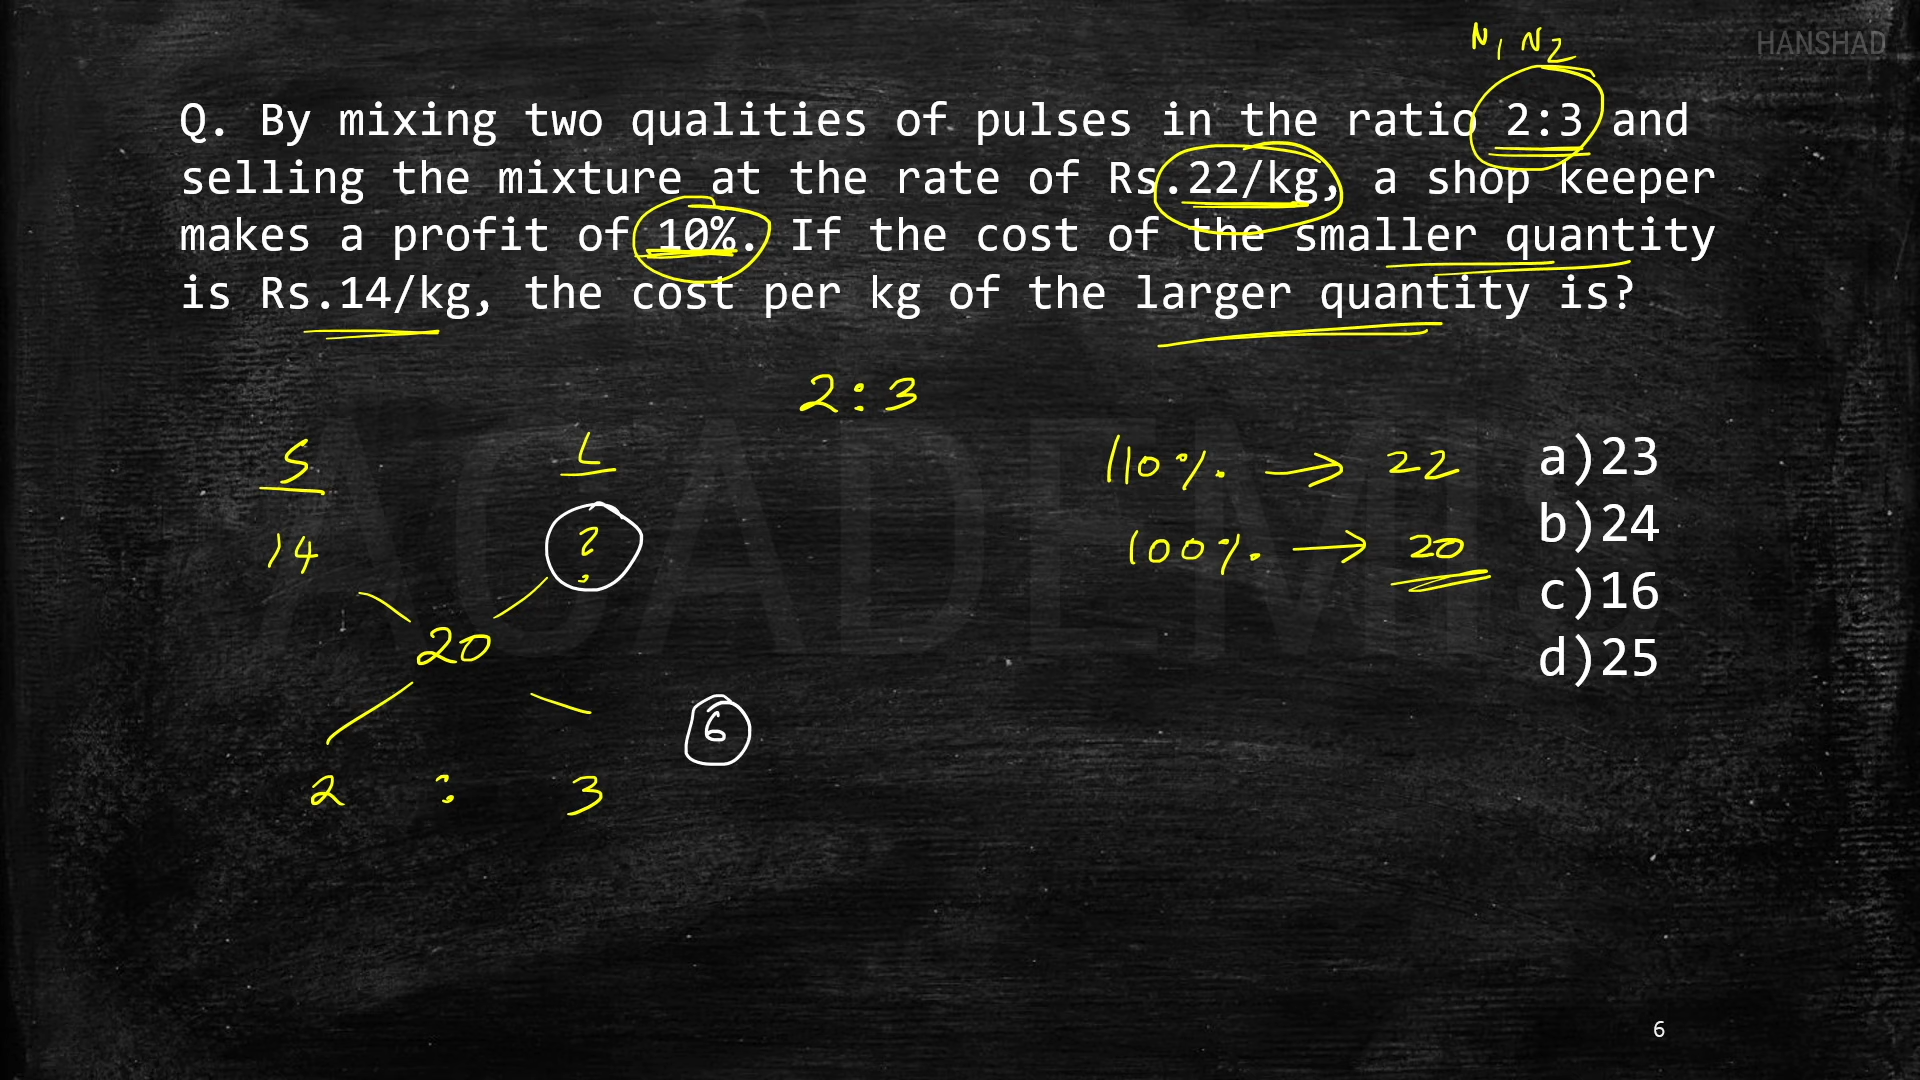 N1 N2
HANSHAD
Q. By mixing two qualities of pulses in the ratio 2:3 and
selling the mixture at the rate of Rs.22/kg, a shop keeper
makes a profit of 10%. If the cost of the smaller quantity
is Rs.14/kg, the cost per kg of the larger quantity is?
2:3
S L
110% → 22
a)23
14 ?
100% → 20
b)24
c)16
20
d)25
6
2 : 3
ACADEMIS
6